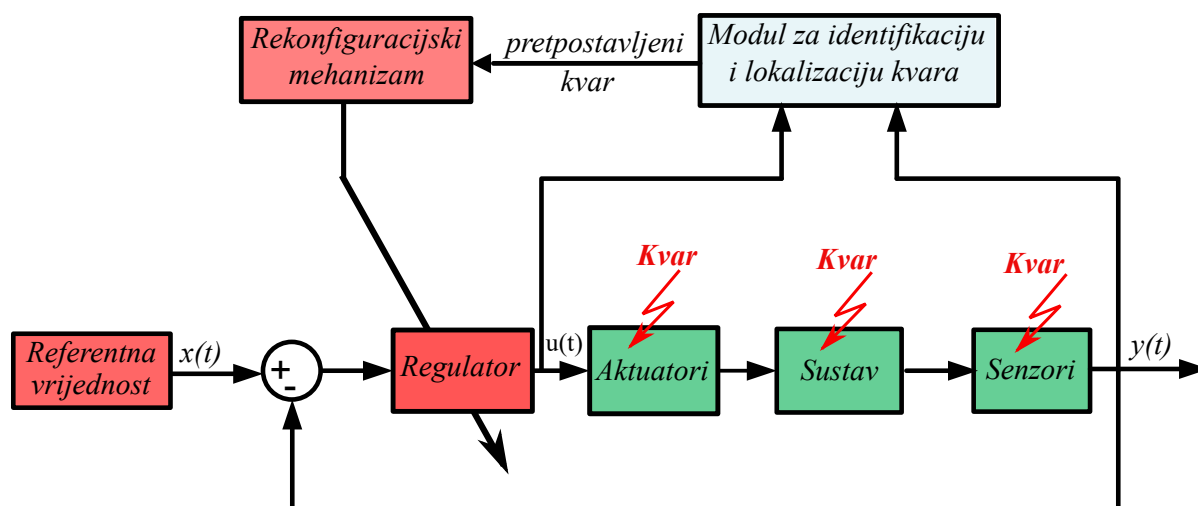 Rekonfiguracijski
mehanizam
pretpostavljeni
kvar
Modul za identifikaciju
i lokalizaciju kvara
Kvar
Kvar
Kvar
Referentna
vrijednost
x(t)
+
-
Regulator
u(t)
Aktuatori
Sustav
Senzori
y(t)